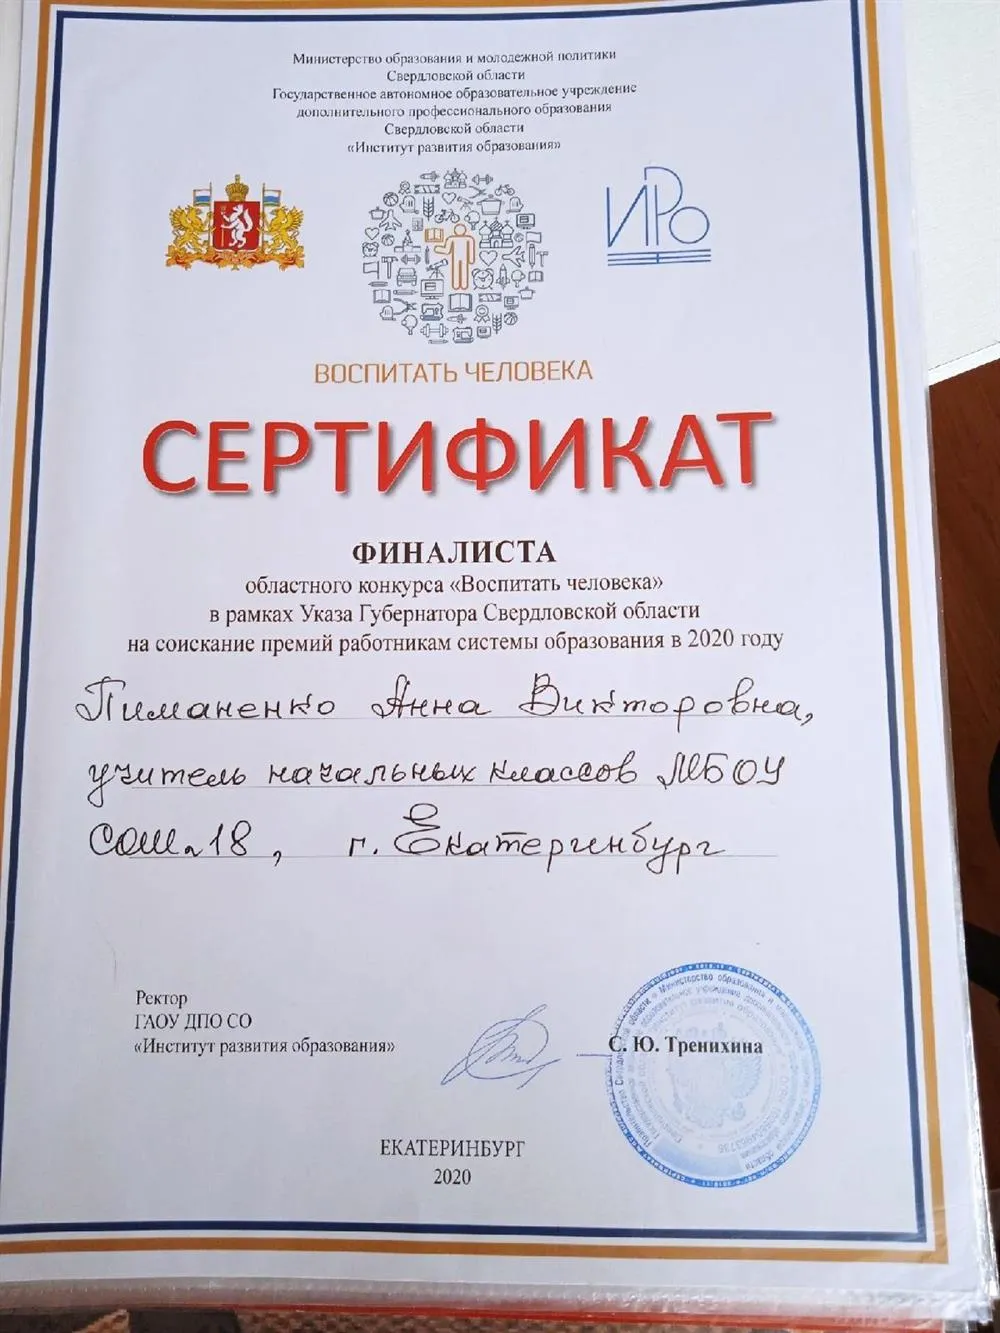 Министерство образования и молодежной политики
Свердловской области
Государственное автономное образовательное учреждение
дополнительного профессионального образования
Свердловской области
«Институт развития образования»
ИРО
ВОСПИТАТЬ ЧЕЛОВЕКА
СЕРТИФИКАТ
ФИНАЛИСТА
областного конкурса «Воспитать человека»
в рамках Указа Губернатора Свердловской области
на соискание премий работникам системы образования в 2020 году
Пиманенко Анна Викторовна,
учитель начальных классов МБОУ
СОШ 18, г. Екатеринбург
Ректор
ГАОУ ДПО СО
«Институт развития образования»
С. Ю. Тренихина
ЕКАТЕРИНБУРГ
2020